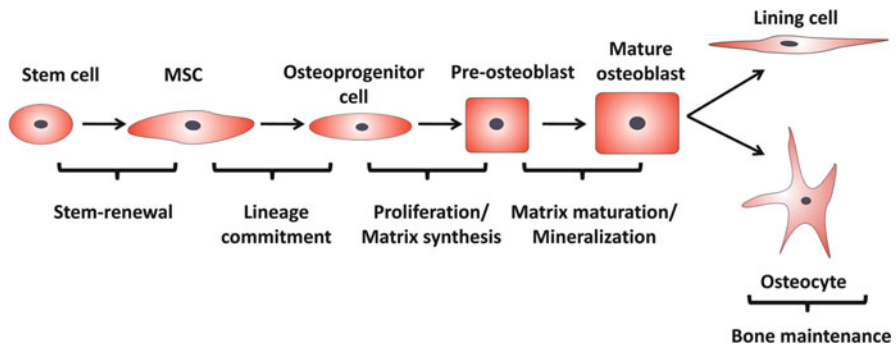 Stem cell
MSC
Osteoprogenitor
cell
Pre-osteoblast
Mature
osteoblast
Lining cell
Stem-renewal
Lineage
commitment
Proliferation/
Matrix synthesis
Matrix maturation/
Mineralization
Osteocyte
Bone maintenance